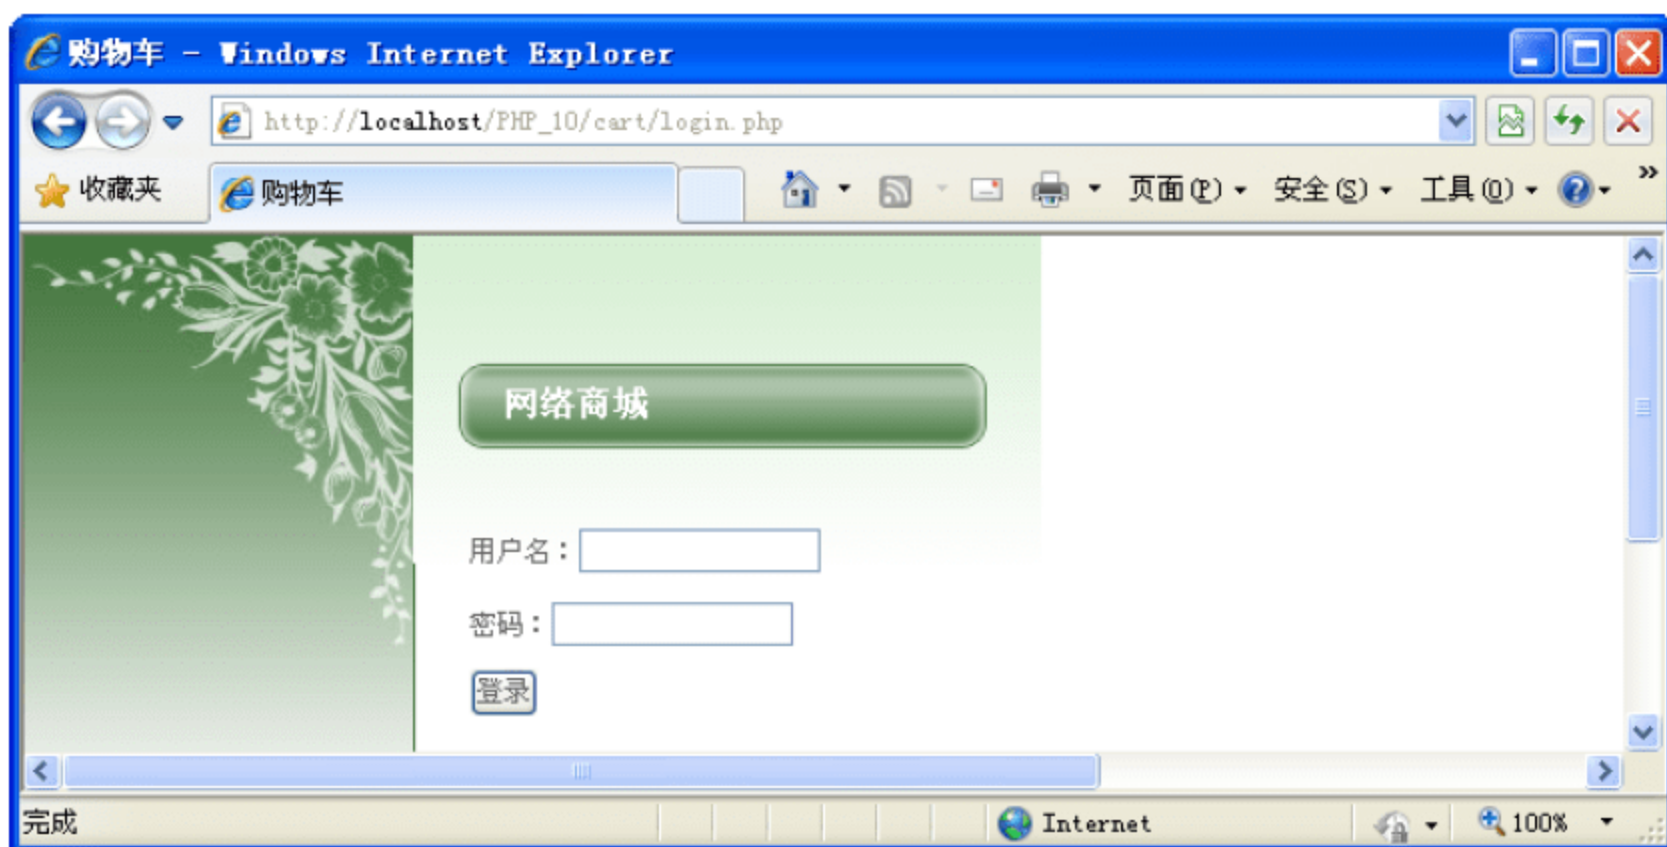 购物车 - Windows Internet Explorer
http://localhost/PHP_10/cart/login.php
收藏夹 购物车 页面(P) 安全(S) 工具(O) »
网络商城
用户名：
密码：
登录
完成 Internet 100%